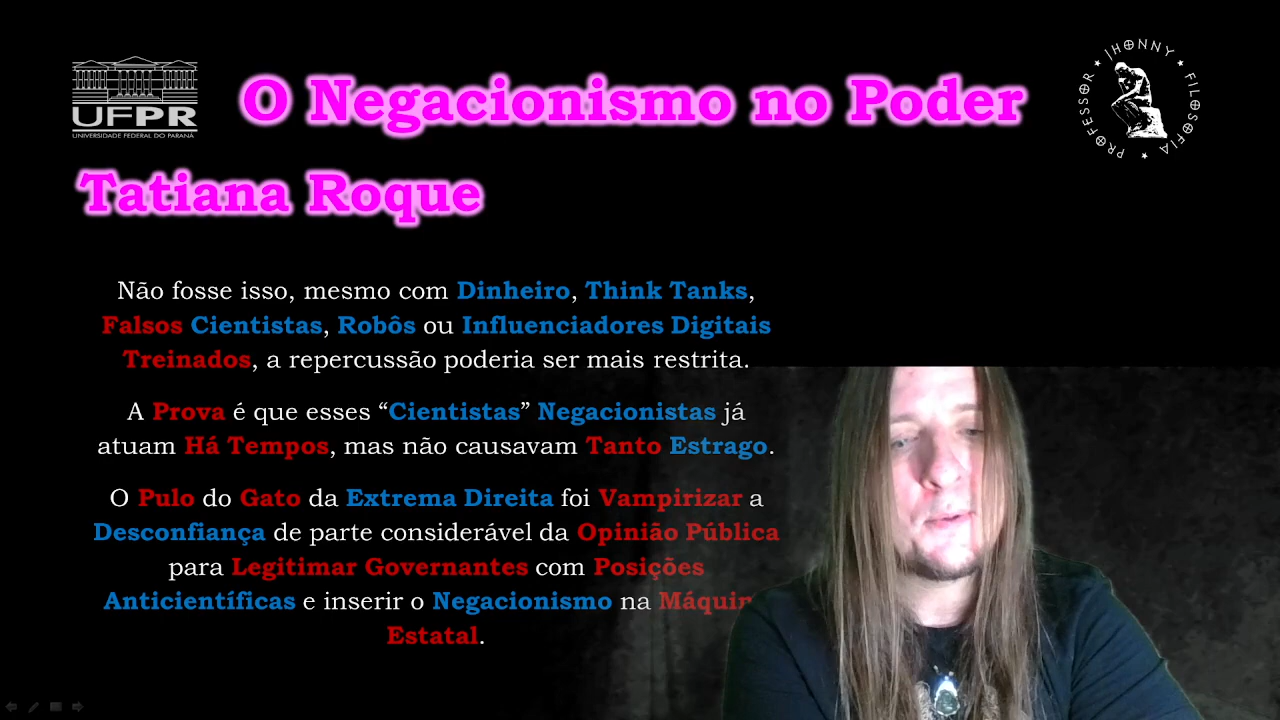 UFPR
UNIVERSIDADE FEDERAL DO PARANÁ
O Negacionismo no Poder
PROFESSOR ★ JHONNY ★ FILOSOFIA ★
Tatiana Roque
Não fosse isso, mesmo com Dinheiro, Think Tanks,
Falsos Cientistas, Robôs ou Influenciadores Digitais
Treinados, a repercussão poderia ser mais restrita.
A Prova é que esses “Cientistas” Negacionistas já
atuam Há Tempos, mas não causavam Tanto Estrago.
O Pulo do Gato da Extrema Direita foi Vampirizar a
Desconfiança de parte considerável da Opinião Pública
para Legitimar Governantes com Posições
Anticientíficas e inserir o Negacionismo na
Estatal.